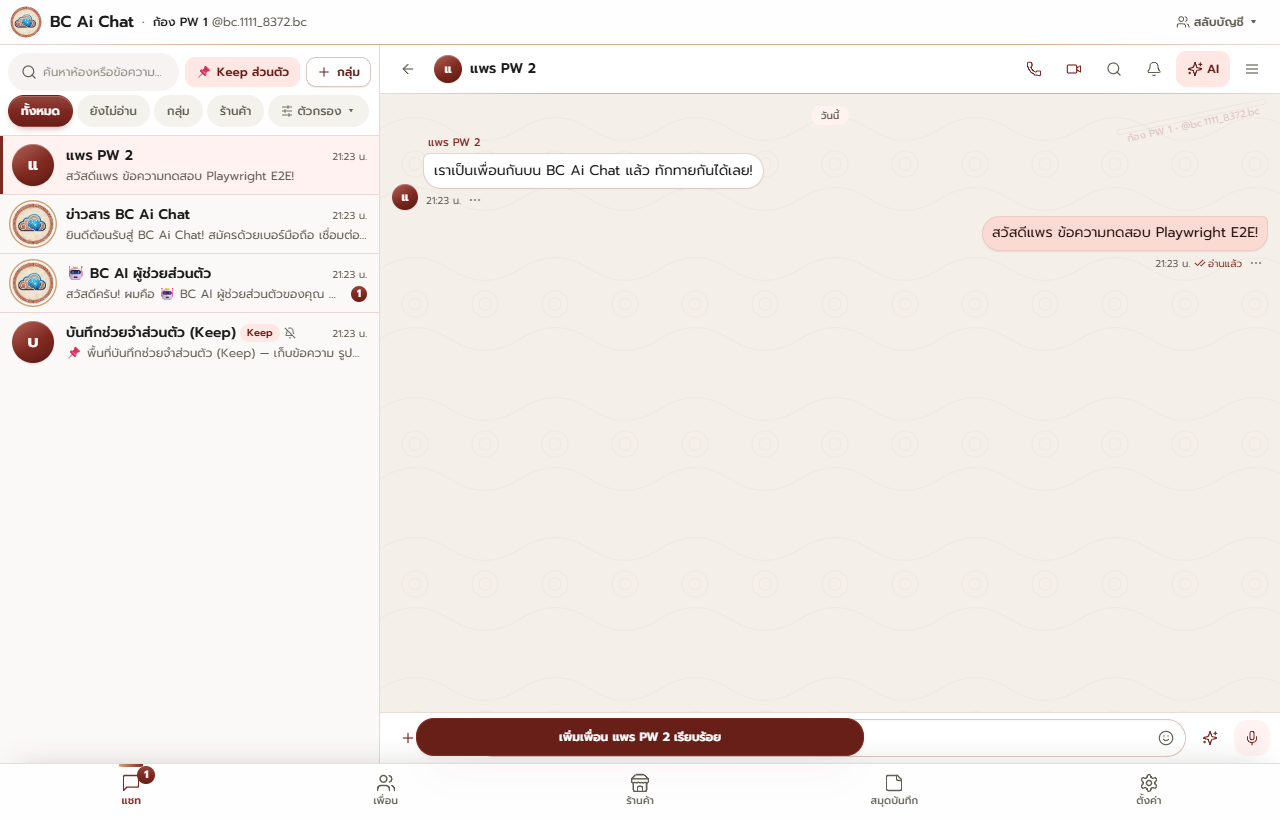 BC Ai Chat · ก้อง PW 1 @bc.1111_8372.bc
สลับบัญชี
ค้นหาห้องหรือข้อความ...
📌 Keep ส่วนตัว
+ กลุ่ม
ทั้งหมด
ยังไม่อ่าน
กลุ่ม
ร้านค้า
ตัวกรอง
แ
แพร PW 2
21:23 น.
สวัสดีแพร ข้อความทดสอบ Playwright E2E!
ข่าวสาร BC Ai Chat
21:23 น.
ยินดีต้อนรับสู่ BC Ai Chat! สมัครด้วยเบอร์มือถือ เชื่อมต่อ...
🤖 BC AI ผู้ช่วยส่วนตัว
21:23 น.
สวัสดีครับ! ผมคือ 🤖 BC AI ผู้ช่วยส่วนตัวของคุณ ...
1
บ
บันทึกช่วยจำส่วนตัว (Keep)
Keep
21:23 น.
📌 พื้นที่บันทึกช่วยจำส่วนตัว (Keep) — เก็บข้อความ รูป...
แ
แพร PW 2
AI
วันนี้
ก้อง PW 1 · @bc.1111_8372.bc
แพร PW 2
เราเป็นเพื่อนกันบน BC Ai Chat แล้ว ทักทายกันได้เลย!
แ
21:23 น.
สวัสดีแพร ข้อความทดสอบ Playwright E2E!
21:23 น. อ่านแล้ว
เพิ่มเพื่อน แพร PW 2 เรียบร้อย
1
แชท
เพื่อน
ร้านค้า
สมุดบันทึก
ตั้งค่า